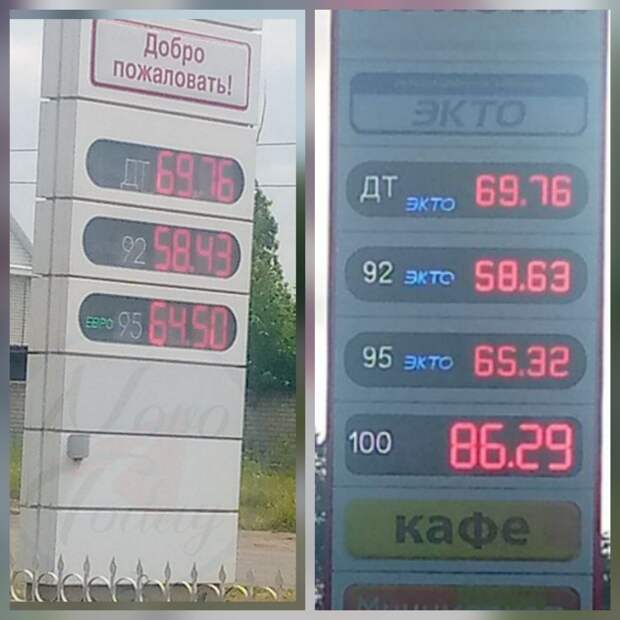 Добро
пожаловать!
ДТ 69.76
92 58.43
ЕВРО 95 64.50
ЭКТО
ДТ ЭКТО 69.76
92 ЭКТО 58.63
95 ЭКТО 65.32
100 86.29
кафе